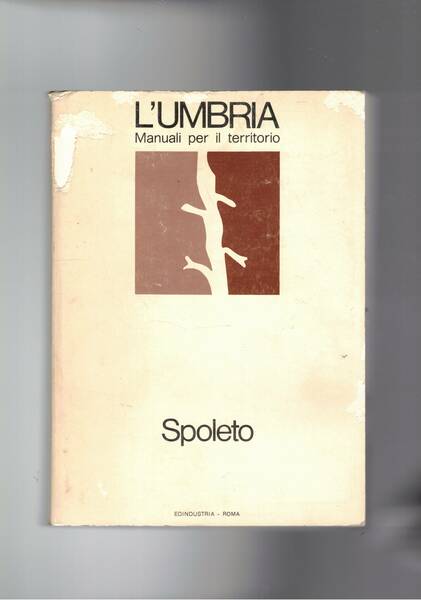 L'UMBRIA
Manuali per il territorio
Spoleto
EDINDUSTRIA - ROMA